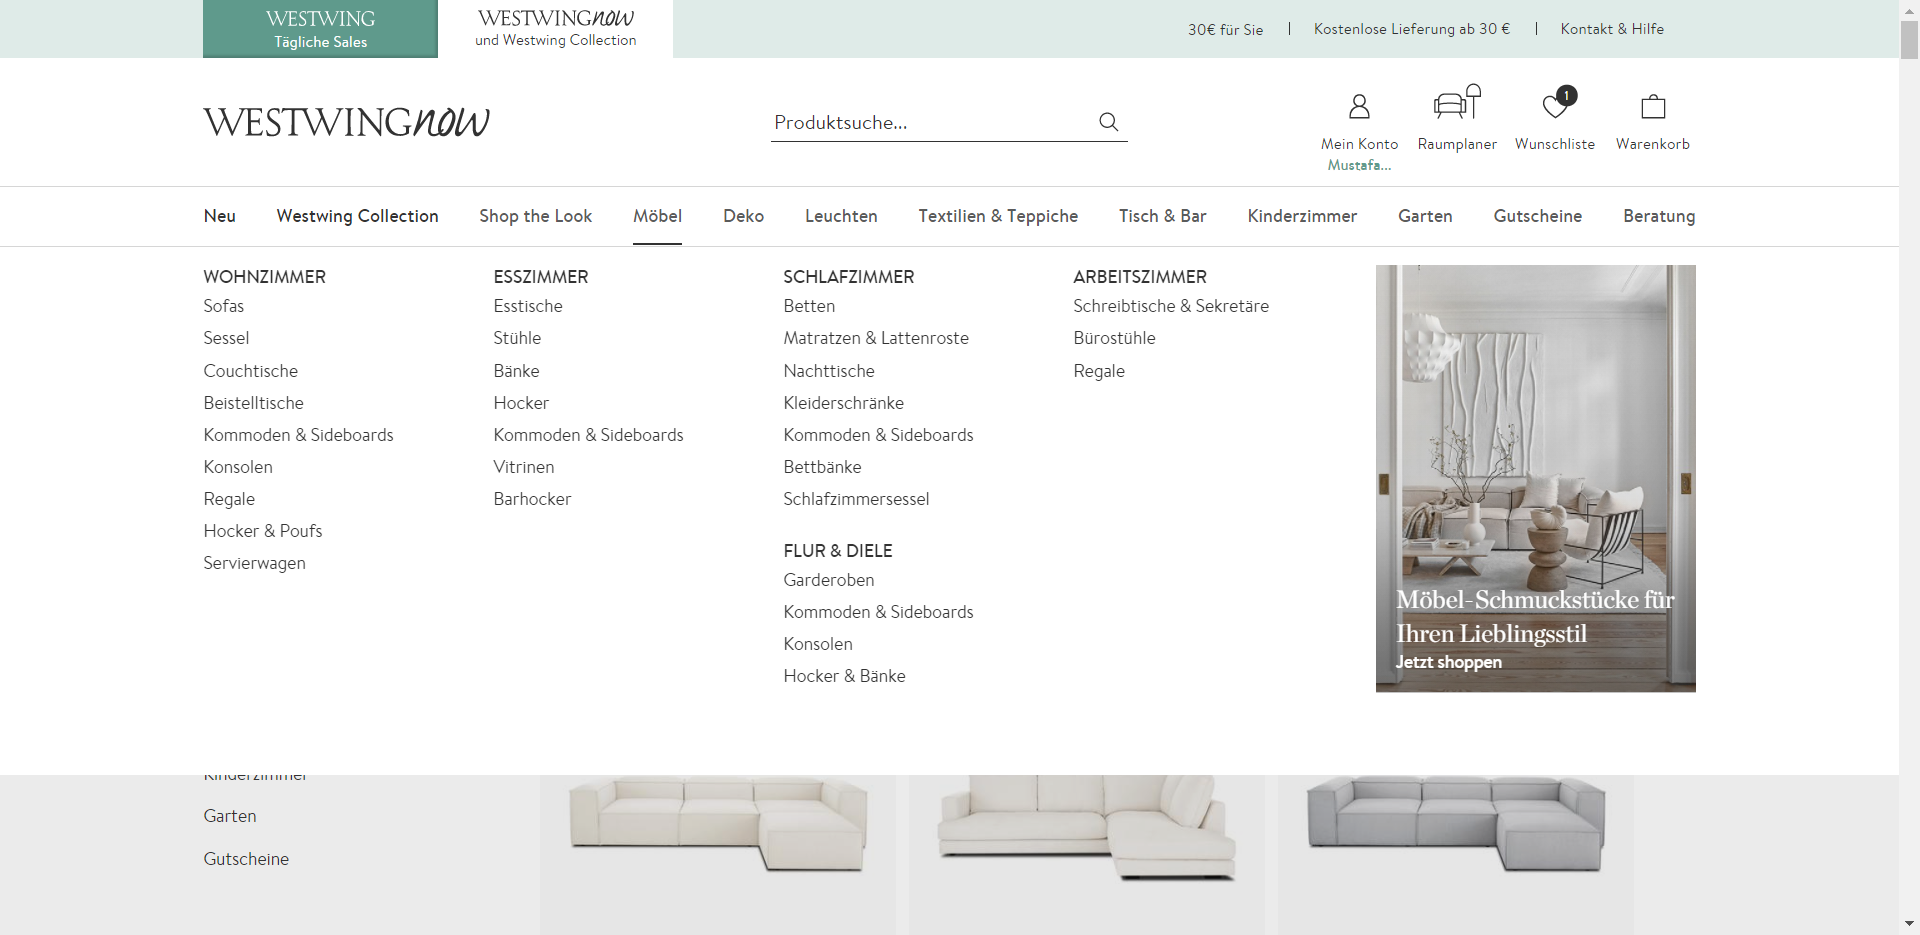 WESTWING
Tägliche Sales
WESTWINGnow
und Westwing Collection
30€ für Sie
Kostenlose Lieferung ab 30 €
Kontakt & Hilfe
WESTWINGnow
Produktsuche...
1
Mein Konto
Mustafa...
Raumplaner
Wunschliste
Warenkorb
Neu
Westwing Collection
Shop the Look
Möbel
Deko
Leuchten
Textilien & Teppiche
Tisch & Bar
Kinderzimmer
Garten
Gutscheine
Beratung
WOHNZIMMER
Sofas
Sessel
Couchtische
Beistelltische
Kommoden & Sideboards
Konsolen
Regale
Hocker & Poufs
Servierwagen
ESSZIMMER
Esstische
Stühle
Bänke
Hocker
Kommoden & Sideboards
Vitrinen
Barhocker
SCHLAFZIMMER
Betten
Matratzen & Lattenroste
Nachttische
Kleiderschränke
Kommoden & Sideboards
Bettbänke
Schlafzimmersessel
FLUR & DIELE
Garderoben
Kommoden & Sideboards
Konsolen
Hocker & Bänke
ARBEITSZIMMER
Schreibtische & Sekretäre
Bürostühle
Regale
Möbel-Schmuckstücke für
Ihren Lieblingsstil
Jetzt shoppen
Kinderzimmer
Garten
Gutscheine